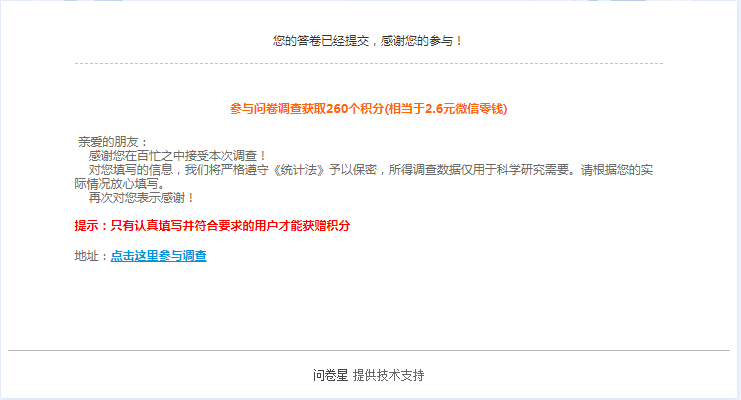 您的答卷已经提交，感谢您的参与！
参与问卷调查获取260个积分(相当于2.6元微信零钱)
亲爱的朋友：
感谢您在百忙之中接受本次调查！
对您填写的信息，我们将严格遵守《统计法》予以保密，所得调查数据仅用于科学研究需要。请根据您的实
际情况放心填写。
再次对您表示感谢！
提示：只有认真填写并符合要求的用户才能获赠积分
地址：点击这里参与调查
问卷星 提供技术支持